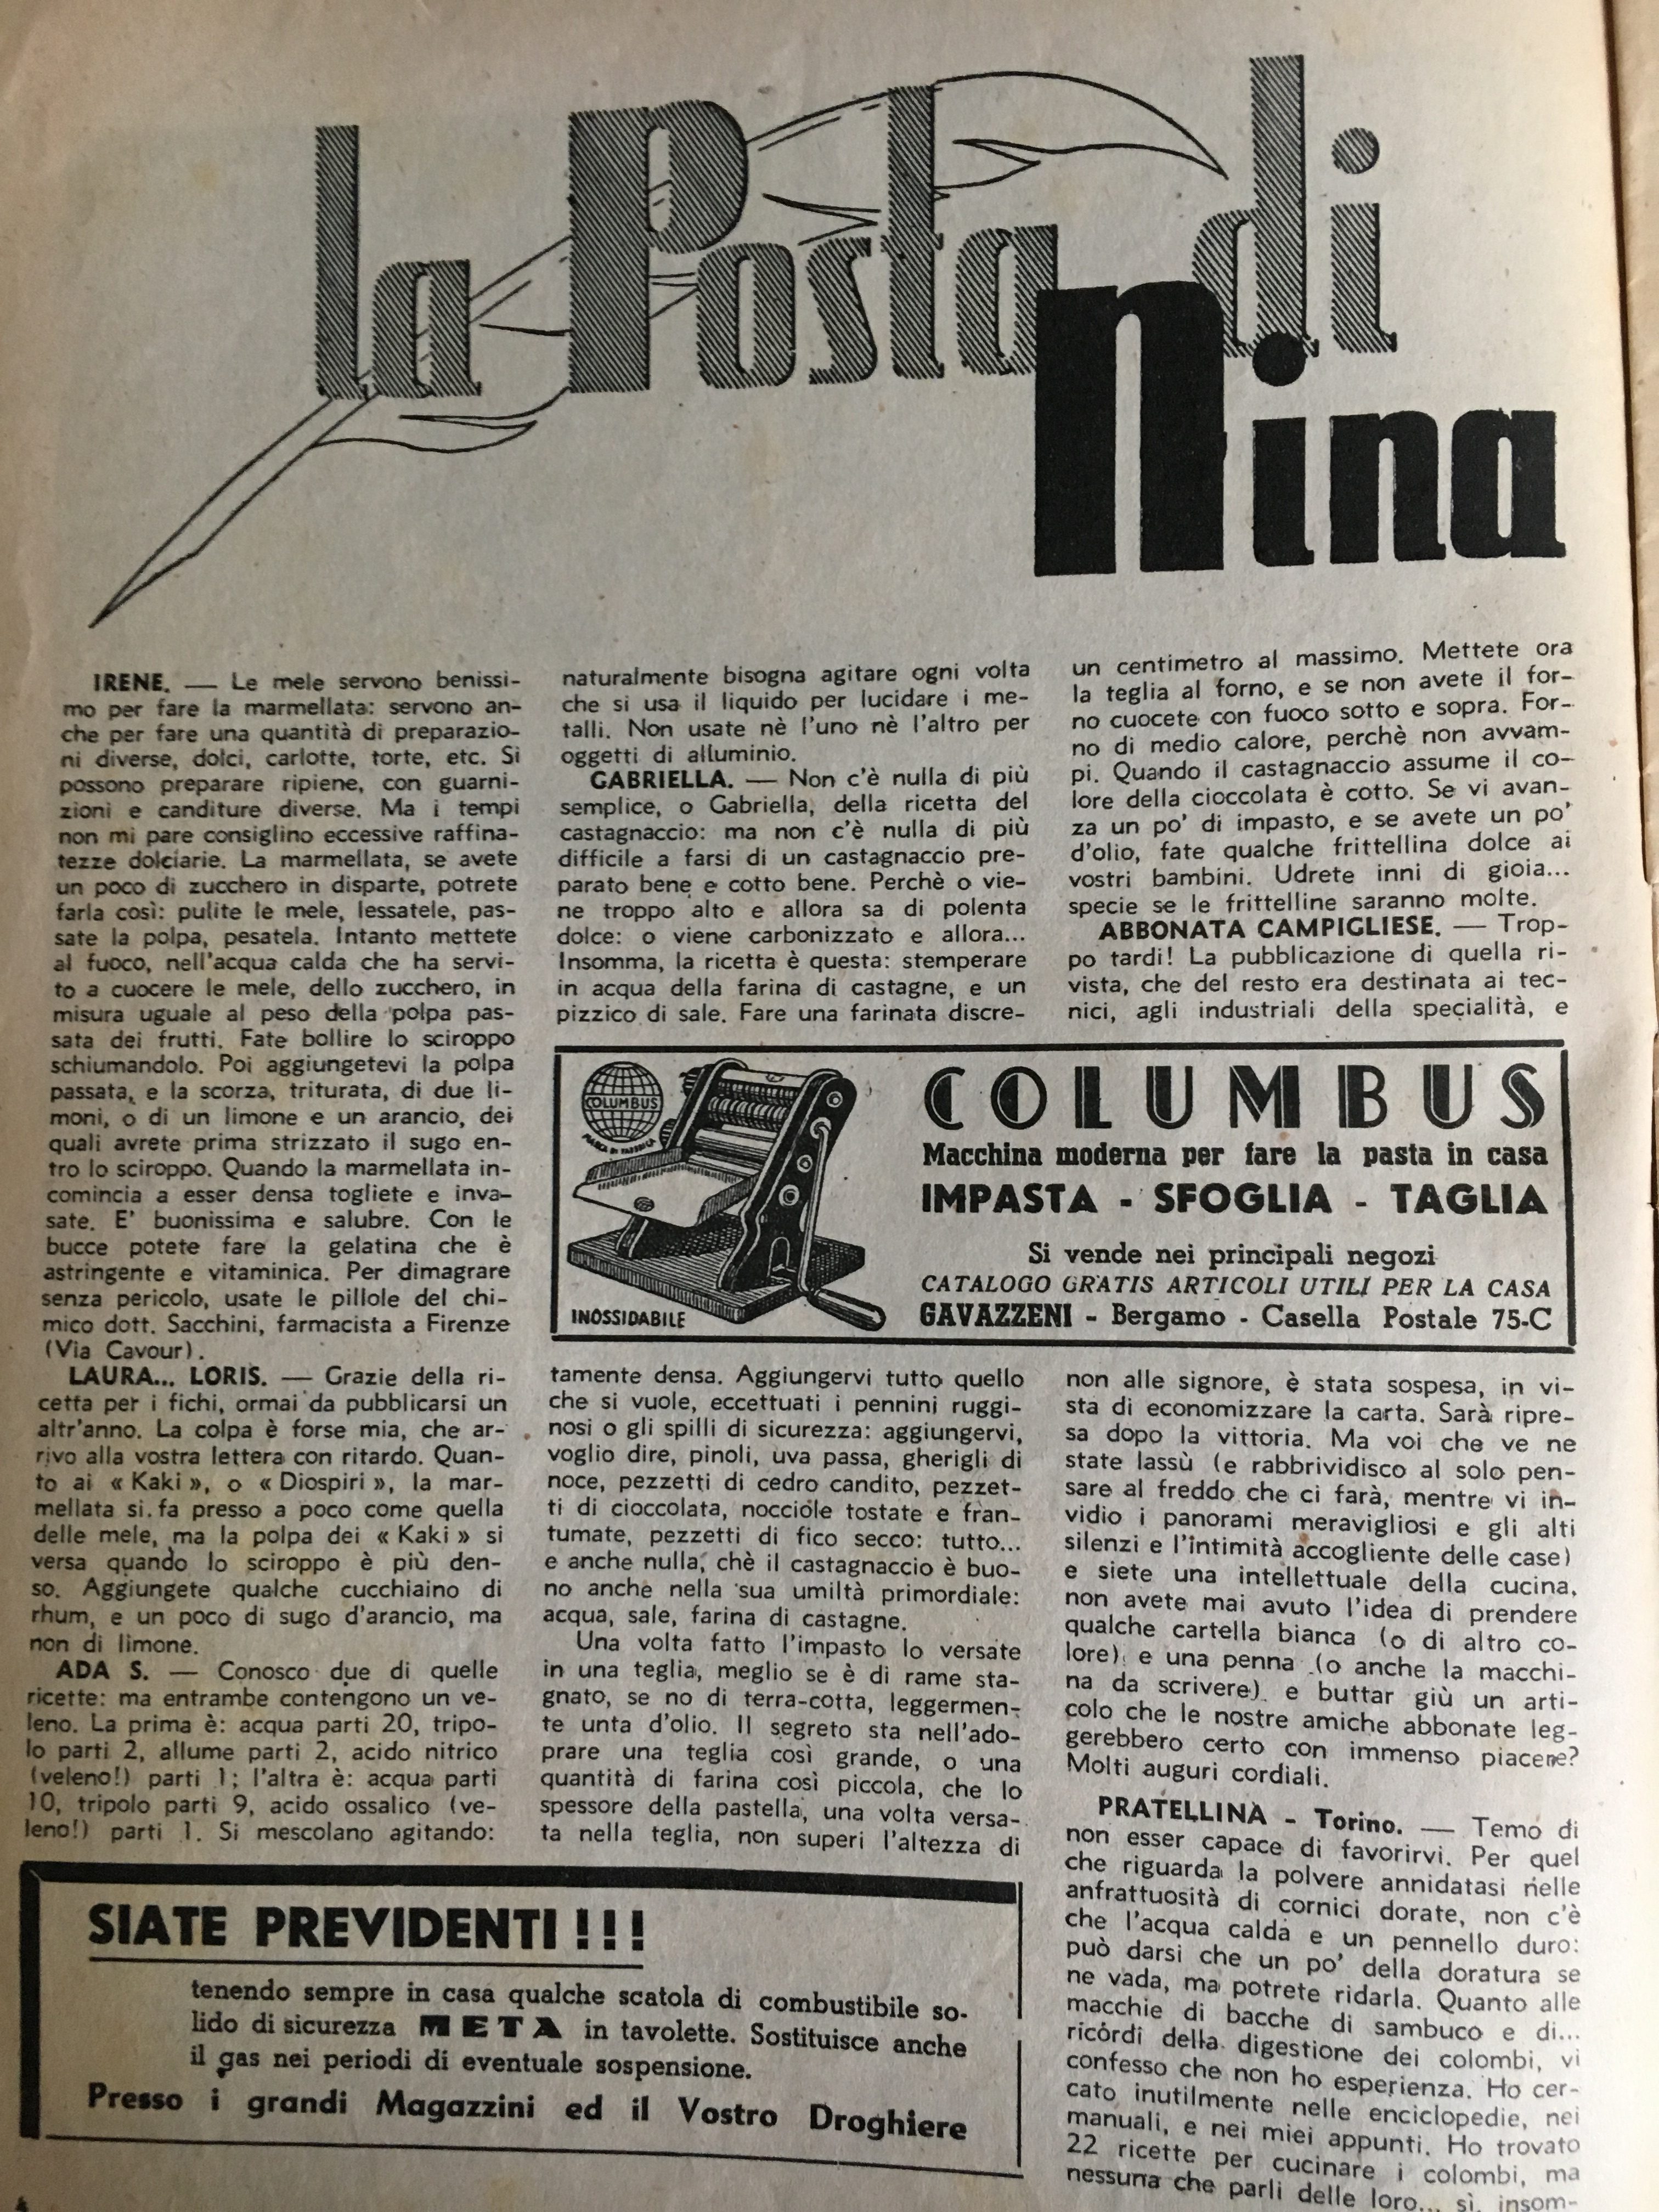 la Posta di
nina
IRENE. — Le mele servono benissi-
mo per fare la marmellata: servono an-
che per fare una quantità di preparazio-
ni diverse, dolci, carlotte, torte, etc. Si
possono preparare ripiene, con guarni-
zioni e canditure diverse. Ma i tempi
non mi pare consiglino eccessive raffina-
tezze dolciarie. La marmellata, se avete
un poco di zucchero in disparte, potrete
farla così: pulite le mele, lessatele, pas-
sate la polpa, pesatela. Intanto mettete
al fuoco, nell'acqua calda che ha servi-
to a cuocere le mele, dello zucchero, in
misura uguale al peso della polpa pas-
sata dei frutti. Fate bollire lo sciroppo
schiumandolo. Poi aggiungetevi la polpa
passata, e la scorza, triturata, di due li-
moni, o di un limone e un arancio, dei
quali avrete prima strizzato il sugo en-
tro lo sciroppo. Quando la marmellata in-
comincia a esser densa togliete e inva-
sate. E' buonissima e salubre. Con le
bucce potete fare la gelatina che è
astringente e vitaminica. Per dimagrare
senza pericolo, usate le pillole del chi-
mico dott. Sacchini, farmacista a Firenze
(Via Cavour).
LAURA... LORIS. — Grazie della ri-
cetta per i fichi, ormai da pubblicarsi un
altr'anno. La colpa è forse mia, che ar-
rivo alla vostra lettera con ritardo. Quan-
to ai « Kaki », o « Diospiri », la mar-
mellata si fa presso a poco come quella
delle mele, ma la polpa dei « Kaki » si
versa quando lo sciroppo è più den-
so. Aggiungete qualche cucchiaino di
rhum, e un poco di sugo d'arancio, ma
non di limone.
ADA S. — Conosco due di quelle
ricette: ma entrambe contengono un ve-
leno. La prima è: acqua parti 20, tripo-
lo parti 2, allume parti 2, acido nitrico
(veleno!) parti 1; l'altra è: acqua parti
10, tripolo parti 9, acido ossalico (ve-
leno!) parti 1. Si mescolano agitando:
naturalmente bisogna agitare ogni volta
che si usa il liquido per lucidare i me-
talli. Non usate nè l'uno nè l'altro per
oggetti di alluminio.
GABRIELLA. — Non c'è nulla di più
semplice, o Gabriella, della ricetta del
castagnaccio: ma non c'è nulla di più
difficile a farsi di un castagnaccio pre-
parato bene e cotto bene. Perchè o vie-
ne troppo alto e allora sa di polenta
dolce: o viene carbonizzato e allora...
Insomma, la ricetta è questa: stemperare
in acqua della farina di castagne, e un
pizzico di sale. Fare una farinata discre-
tamente densa. Aggiungervi tutto quello
che si vuole, eccettuati i pennini ruggi-
nosi o gli spilli di sicurezza: aggiungervi,
voglio dire, pinoli, uva passa, gherigli di
noce, pezzetti di cedro candito, pezzet-
ti di cioccolata, nocciole tostate e fran-
tumate, pezzetti di fico secco: tutto...
e anche nulla, chè il castagnaccio è buo-
no anche nella sua umiltà primordiale:
acqua, sale, farina di castagne.
Una volta fatto l'impasto lo versate
in una teglia, meglio se è di rame sta-
gnato, se no di terra-cotta, leggermen-
te unta d'olio. Il segreto sta nell'ado-
prare una teglia così grande, o una
quantità di farina così piccola, che lo
spessore della pastella, una volta versa-
ta nella teglia, non superi l'altezza di
un centimetro al massimo. Mettete ora
la teglia al forno, e se non avete il for-
no cuocete con fuoco sotto e sopra. For-
no di medio calore, perchè non avvam-
pi. Quando il castagnaccio assume il co-
lore della cioccolata è cotto. Se vi avan-
za un po' di impasto, e se avete un po'
d'olio, fate qualche frittellina dolce ai
vostri bambini. Udrete inni di gioia...
specie se le frittelline saranno molte.
ABBONATA CAMPIGLIESE. — Trop-
po tardi! La pubblicazione di quella ri-
vista, che del resto era destinata ai tec-
nici, agli industriali della specialità, e
non alle signore, è stata sospesa, in vi-
sta di economizzare la carta. Sarà ripre-
sa dopo la vittoria. Ma voi che ve ne
state lassù (e rabbrividisco al solo pen-
sare al freddo che ci farà, mentre vi in-
vidio i panorami meravigliosi e gli alti
silenzi e l'intimità accogliente delle case)
e siete una intellettuale della cucina,
non avete mai avuto l'idea di prendere
qualche cartella bianca (o di altro co-
lore) e una penna (o anche la macchi-
na da scrivere) e buttar giù un arti-
colo che le nostre amiche abbonate leg-
gerebbero certo con immenso piacere?
Molti auguri cordiali.
PRATELLINA - Torino. — Temo di
non esser capace di favorirvi. Per quel
che riguarda la polvere annidatasi nelle
anfrattuosità di cornici dorate, non c'è
che l'acqua calda e un pennello duro:
può darsi che un po' della doratura se
ne vada, ma potrete ridarla. Quanto alle
macchie di bacche di sambuco e di...
ricordi della digestione dei colombi, vi
confesso che non ho esperienza. Ho cer-
cato inutilmente nelle enciclopedie, nei
manuali, e nei miei appunti. Ho trovato
22 ricette per cucinare i colombi, ma
nessuna che parli delle loro... sì, insom-
COLUMBUS
MARCA DI FABBRICA
INOSSIDABILE
COLUMBUS
Macchina moderna per fare la pasta in casa
IMPASTA - SFOGLIA - TAGLIA
Si vende nei principali negozi
CATALOGO GRATIS ARTICOLI UTILI PER LA CASA
GAVAZZENI - Bergamo - Casella Postale 75-C
SIATE PREVIDENTI!!!
tenendo sempre in casa qualche scatola di combustibile so-
lido di sicurezza META in tavolette. Sostituisce anche
il gas nei periodi di eventuale sospensione.
Presso i grandi Magazzini ed il Vostro Droghiere
4